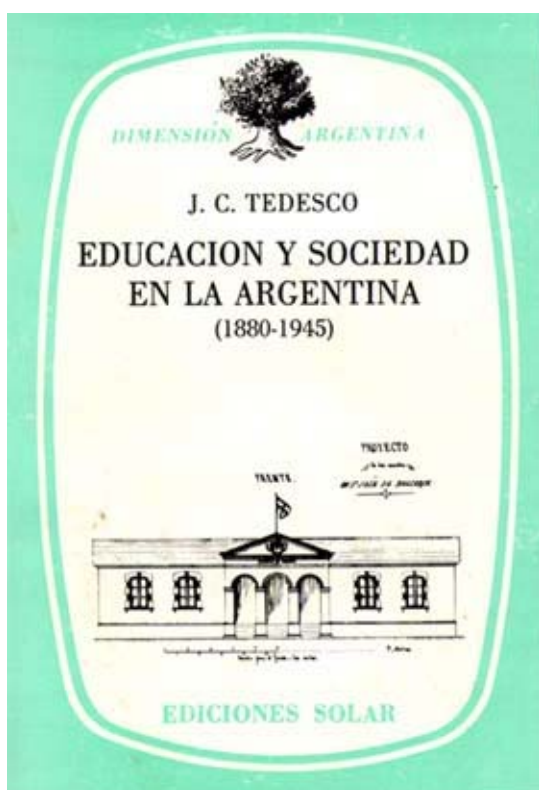 DIMENSIÓN ARGENTINA
J. C. TEDESCO
EDUCACION Y SOCIEDAD
EN LA ARGENTINA
(1880-1945)
PROYECTO
FRENTE.
EDICIONES SOLAR